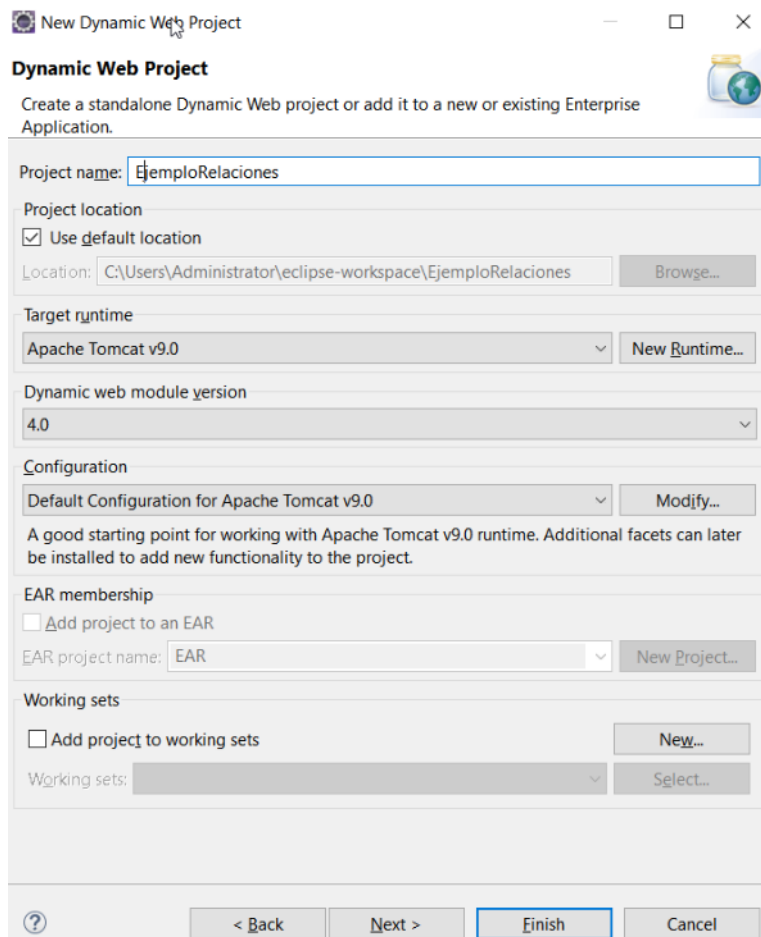 New Dynamic Web Project
Dynamic Web Project
Create a standalone Dynamic Web project or add it to a new or existing Enterprise
Application.
Project name: EjemploRelaciones
Project location
Use default location
Location: C:\Users\Administrator\eclipse-workspace\EjemploRelaciones Browse...
Target runtime
Apache Tomcat v9.0 New Runtime...
Dynamic web module version
4.0
Configuration
Default Configuration for Apache Tomcat v9.0 Modify...
A good starting point for working with Apache Tomcat v9.0 runtime. Additional facets can later
be installed to add new functionality to the project.
EAR membership
Add project to an EAR
EAR project name: EAR New Project...
Working sets
Add project to working sets New...
Working sets: Select...
? < Back Next > Finish Cancel